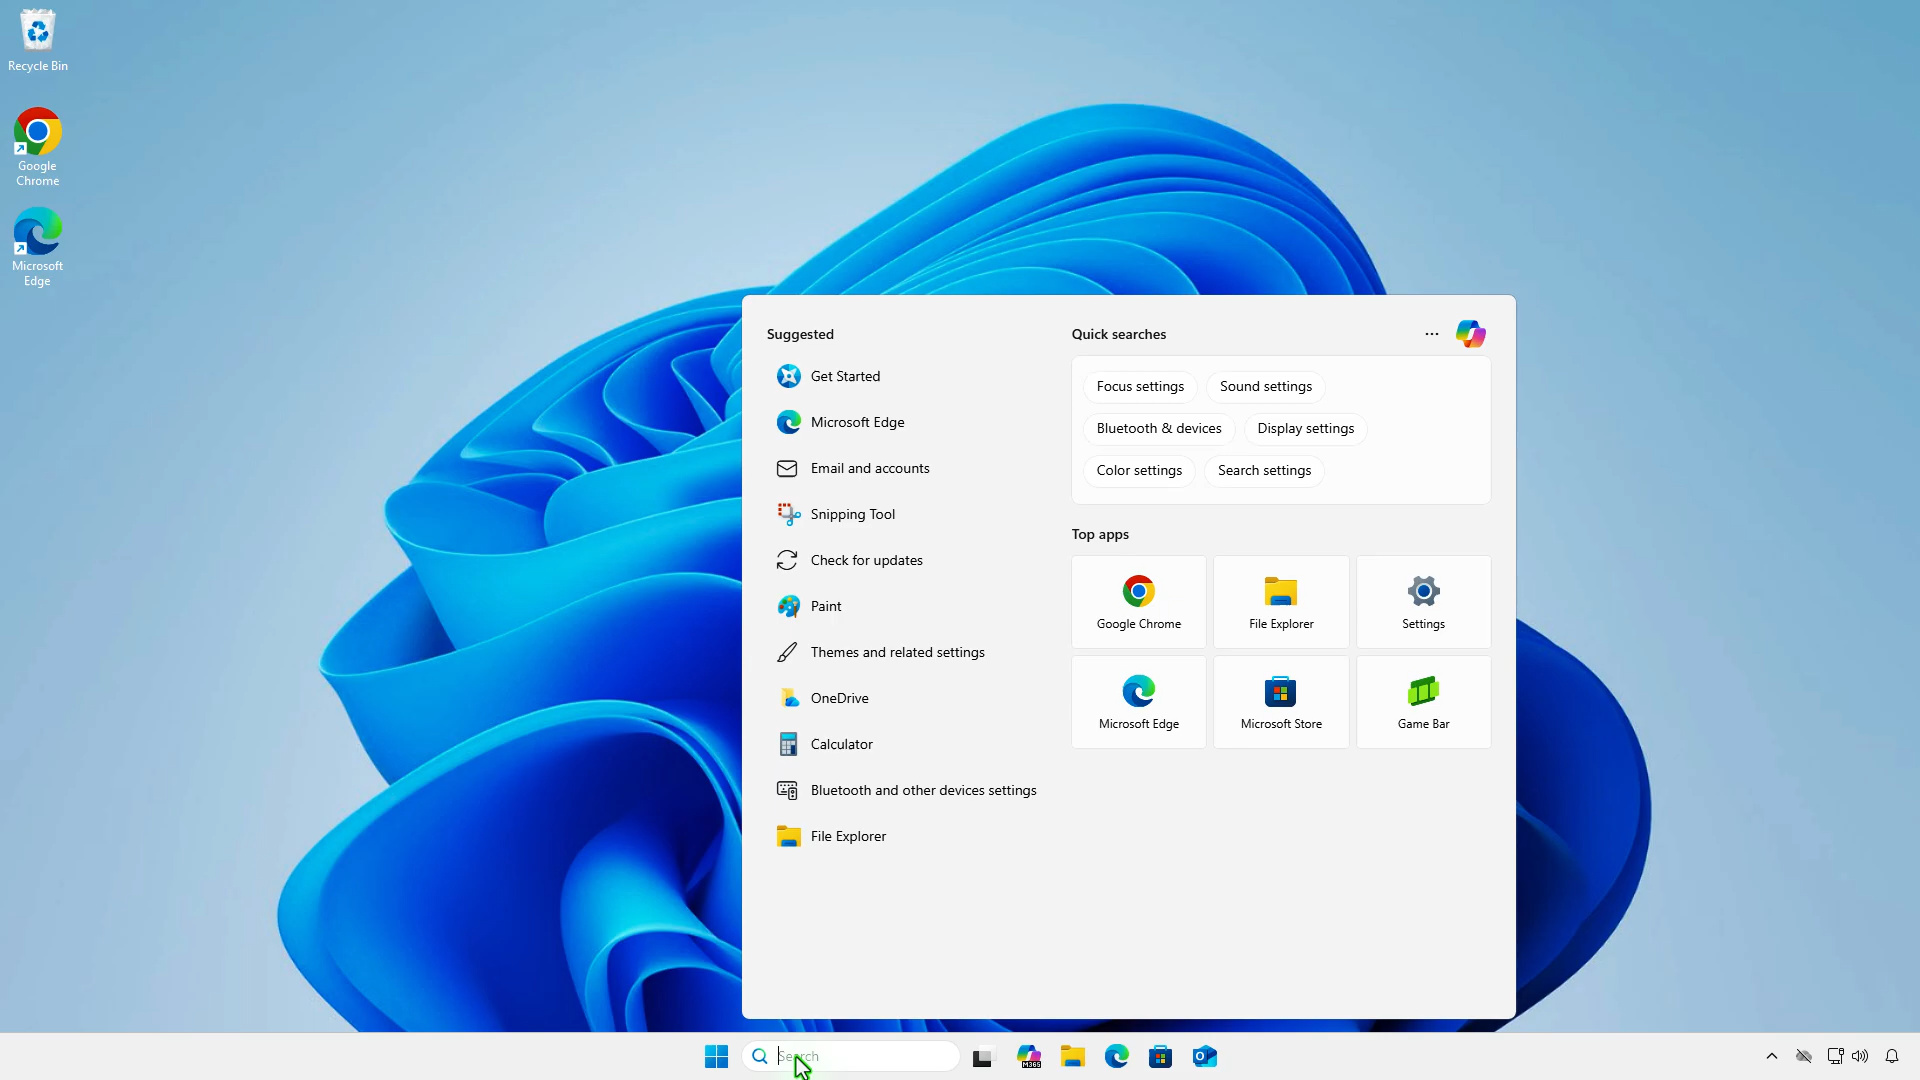 Recycle Bin
Google
Chrome
Microsoft
Edge
Suggested
Get Started
Microsoft Edge
Email and accounts
Snipping Tool
Check for updates
Paint
Themes and related settings
OneDrive
Calculator
Bluetooth and other devices settings
File Explorer
Quick searches
Focus settings
Sound settings
Bluetooth & devices
Display settings
Color settings
Search settings
Top apps
Google Chrome
File Explorer
Settings
Microsoft Edge
Microsoft Store
Game Bar
Search
M365